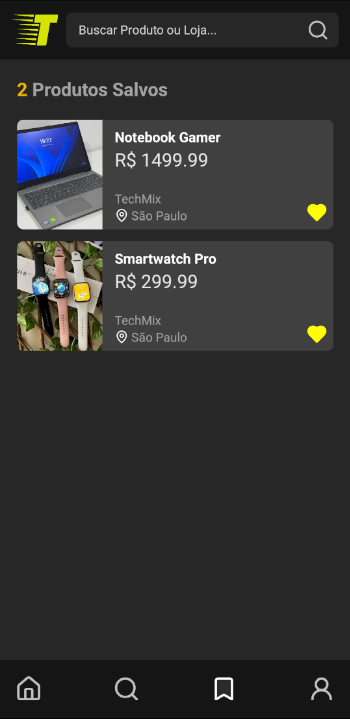 T
Buscar Produto ou Loja...
2 Produtos Salvos
Notebook Gamer
R$ 1499.99
TechMix
São Paulo
Smartwatch Pro
R$ 299.99
TechMix
São Paulo